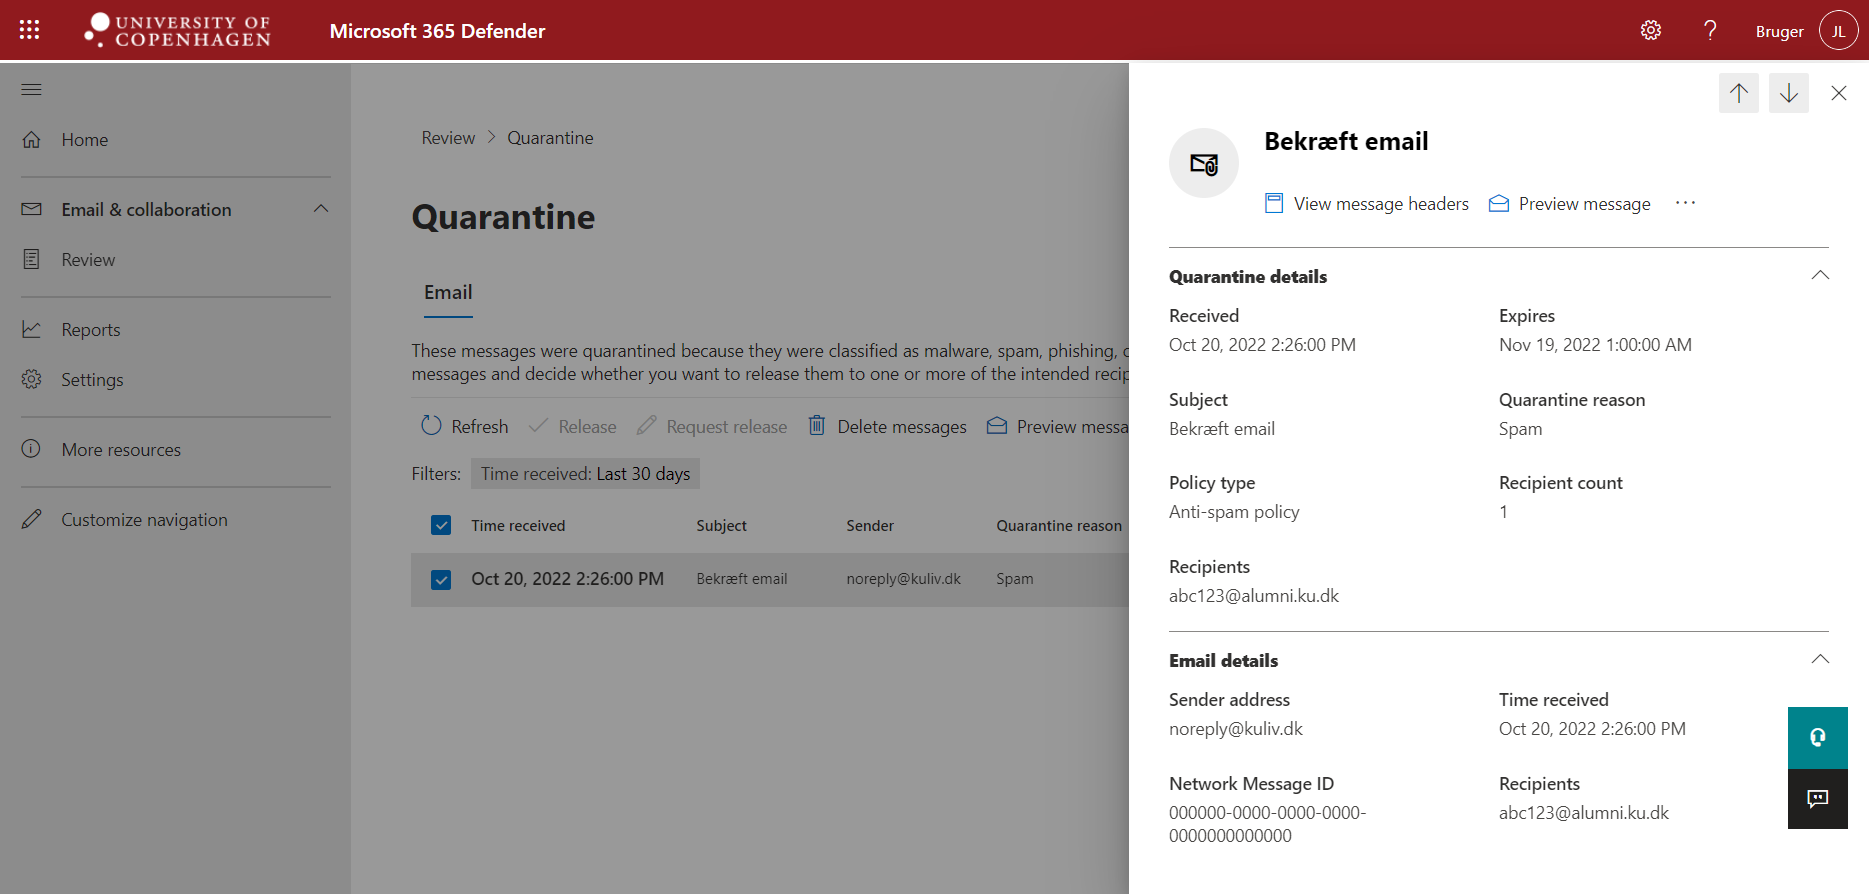 UNIVERSITY OF
COPENHAGEN
Microsoft 365 Defender
Bruger
JL
Home
Email & collaboration
Review
Reports
Settings
More resources
Customize navigation
Review > Quarantine
Quarantine
Email
These messages were quarantined because they were classified as malware, spam, phishing,
messages and decide whether you want to release them to one or more of the intended
Refresh Release Request release Delete messages Preview
Filters: Time received: Last 30 days
Time received Subject Sender Quarantine reason
Oct 20, 2022 2:26:00 PM Bekræft email noreply@kuliv.dk Spam
Bekræft email
View message headers Preview message ...
Quarantine details
Received Expires
Oct 20, 2022 2:26:00 PM Nov 19, 2022 1:00:00 AM
Subject Quarantine reason
Bekræft email Spam
Policy type Recipient count
Anti-spam policy 1
Recipients
abc123@alumni.ku.dk
Email details
Sender address Time received
noreply@kuliv.dk Oct 20, 2022 2:26:00 PM
Network Message ID Recipients
000000-0000-0000-0000- abc123@alumni.ku.dk
0000000000000